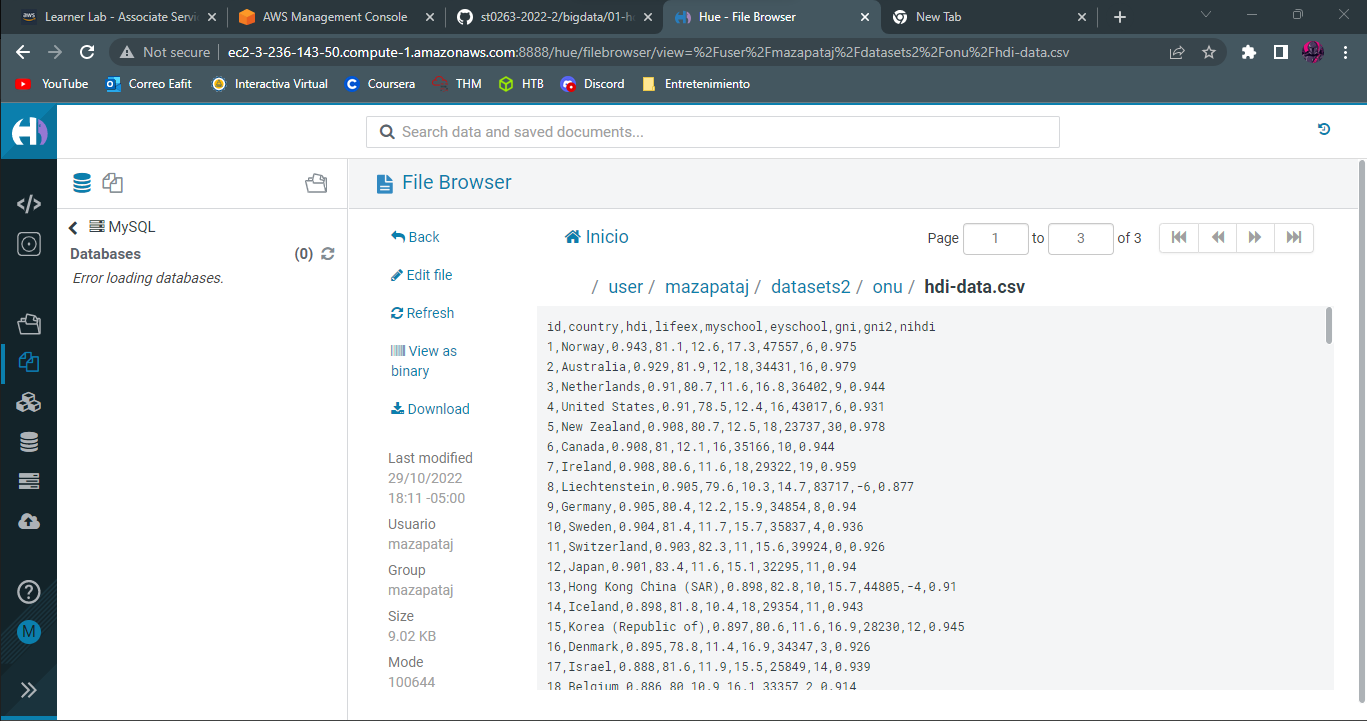 Learner Lab - Associate Servi
AWS Management Console
st0263-2022-2/bigdata/01-h
Hue - File Browser
New Tab
Not secure
ec2-3-236-143-50.compute-1.amazonaws.com:8888/hue/filebrowser/view=%2Fuser%2Fmazapataj%2Fdatasets2%2Fonu%2Fhdi-data.csv
YouTube
Correo Eafit
Interactiva Virtual
Coursera
THM
HTB
Discord
Entretenimiento
Search data and saved documents...
File Browser
MySQL
Databases
(0)
Error loading databases.
Back
Edit file
Refresh
View as
binary
Download
Last modified
29/10/2022
18:11 -05:00
Usuario
mazapataj
Group
mazapataj
Size
9.02 KB
Mode
100644
Inicio
Page 1 to 3 of 3
/ user / mazapataj / datasets2 / onu / hdi-data.csv
id,country,hdi,lifeex,myschool,eyschool,gni,gni2,nihdi
1,Norway,0.943,81.1,12.6,17.3,47557,6,0.975
2,Australia,0.929,81.9,12,18,34431,16,0.979
3,Netherlands,0.91,80.7,11.6,16.8,36402,9,0.944
4,United States,0.91,78.5,12.4,16,43017,6,0.931
5,New Zealand,0.908,80.7,12.5,18,23737,30,0.978
6,Canada,0.908,81,12.1,16,35166,10,0.944
7,Ireland,0.908,80.6,11.6,18,29322,19,0.959
8,Liechtenstein,0.905,79.6,10.3,14.7,83717,-6,0.877
9,Germany,0.905,80.4,12.2,15.9,34854,8,0.94
10,Sweden,0.904,81.4,11.7,15.7,35837,4,0.936
11,Switzerland,0.903,82.3,11,15.6,39924,0,0.926
12,Japan,0.901,83.4,11.6,15.1,32295,11,0.94
13,Hong Kong China (SAR),0.898,82.8,10,15.7,44805,-4,0.91
14,Iceland,0.898,81.8,10.4,18,29354,11,0.943
15,Korea (Republic of),0.897,80.6,11.6,16.9,28230,12,0.945
16,Denmark,0.895,78.8,11.4,16.9,34347,3,0.926
17,Israel,0.888,81.6,11.9,15.5,25849,14,0.939
18,Belgium,0.886,80,10.9,16.1,33357,2,0.914
M